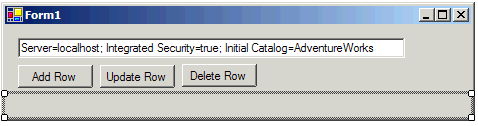 Form1
Server=localhost; Integrated Security=true; Initial Catalog=AdventureWorks
Add Row Update Row Delete Row